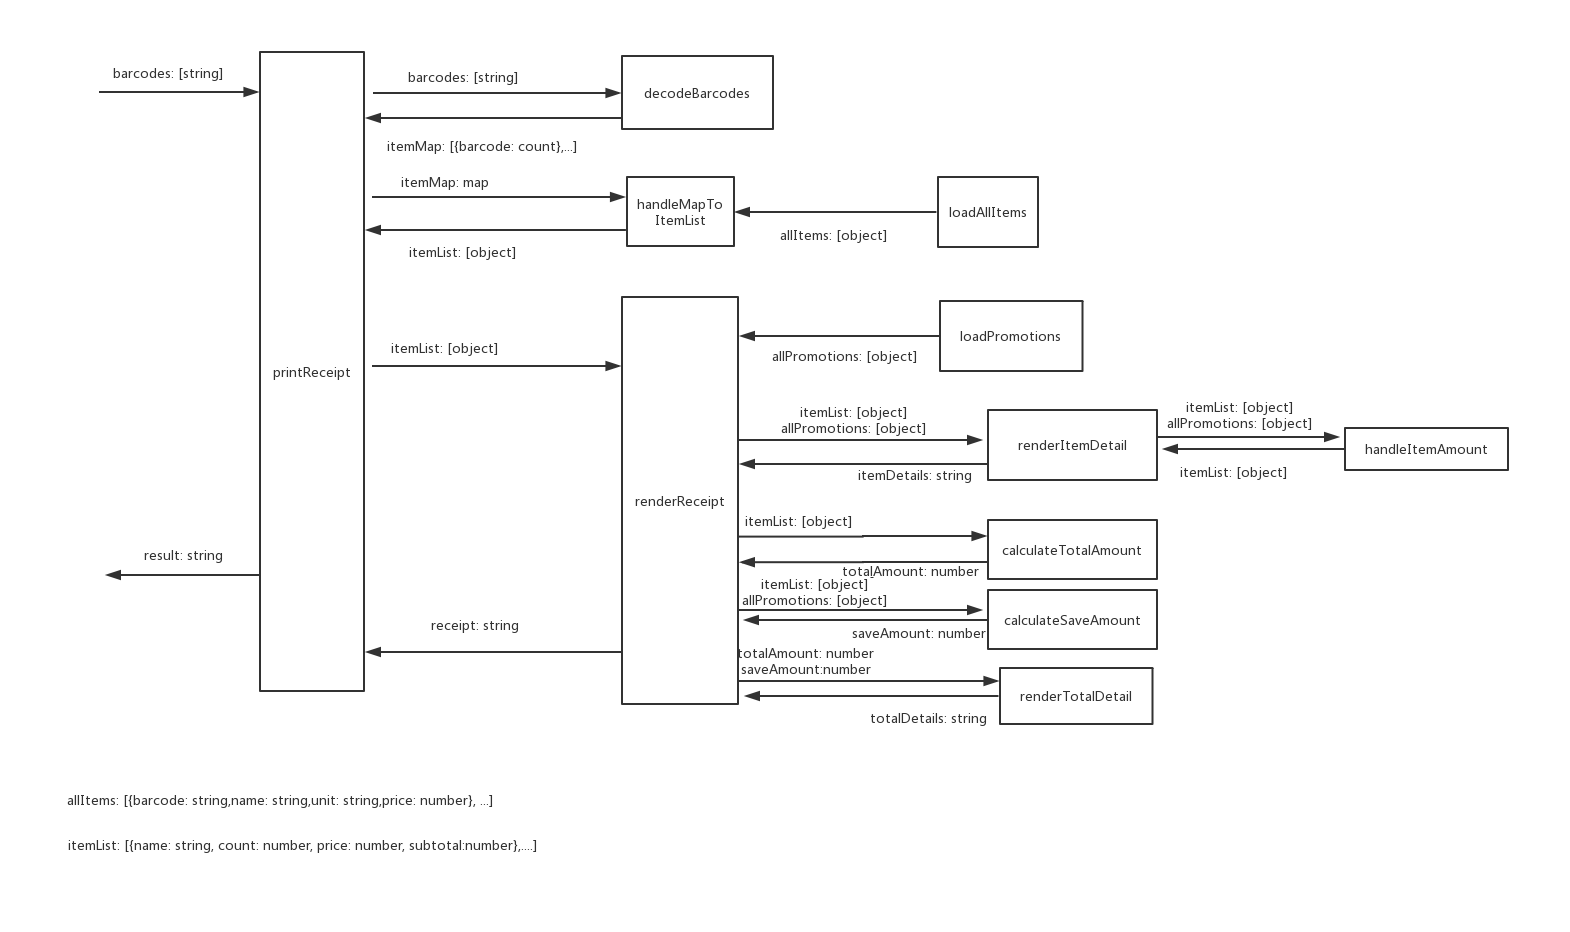 barcodes: [string]
barcodes: [string]
decodeBarcodes
itemMap: [{barcode: count},...]
itemMap: map
handleMapTo
ItemList
loadAllItems
allItems: [object]
itemList: [object]
loadPromotions
itemList: [object]
allPromotions: [object]
printReceipt
itemList: [object]
allPromotions: [object]
renderItemDetail
itemList: [object]
allPromotions: [object]
handleItemAmount
itemDetails: string
itemList: [object]
renderReceipt
itemList: [object]
calculateTotalAmount
result: string
totalAmount: number
itemList: [object]
allPromotions: [object]
calculateSaveAmount
receipt: string
saveAmount: number
totalAmount: number
saveAmount:number
renderTotalDetail
totalDetails: string
allItems: [{barcode: string,name: string,unit: string,price: number}, ...]
itemList: [{name: string, count: number, price: number, subtotal:number},....]